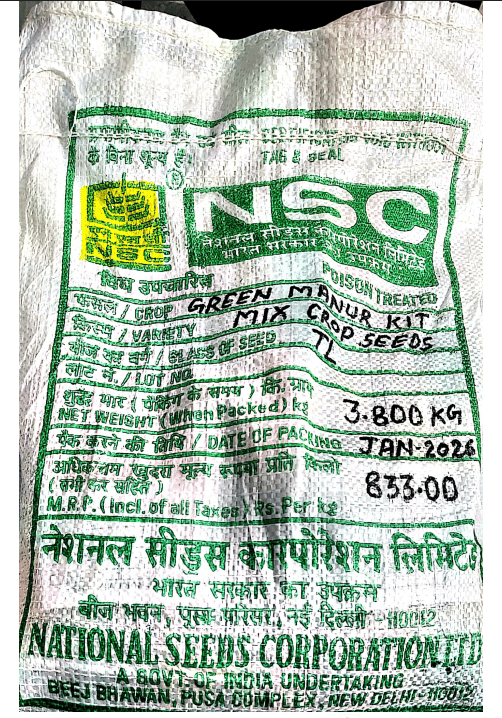 CERTIFICATION VOID WITHOUT
के बिना शून्य है। TAG & SEAL
®
NSC
NSC
नेशनल सीड्स कार्पोरेशन लिमिटेड
भारत सरकार का उपक्रम
विष उपचारित POISON TREATED
फसल / CROP GREEN MANUR KIT
किस्म / VARIETY MIX CROP SEEDS
बीज का वर्ग / CLASS OF SEED TL
लाट नं. / LOT NO.
शुद्ध भार ( पैकिंग के समय ) कि. ग्राम
NET WEIGHT (When Packed) kg 3.800 KG
पैक करने की तिथि / DATE OF PACKING JAN-2026
अधिकतम खुदरा मूल्य रूपया प्रति किलो
( सभी कर सहित ) 833.00
M.R.P. (Incl. of all Taxes) Rs. Per kg
नेशनल सीड्स कार्पोरेशन लिमिटेड
भारत सरकार का उपक्रम
बीज भवन, पूसा परिसर, नई दिल्ली - 110012
NATIONAL SEEDS CORPORATION LTD
A GOVT. OF INDIA UNDERTAKING
BEEJ BHAWAN, PUSA COMPLEX, NEW DELHI-110012